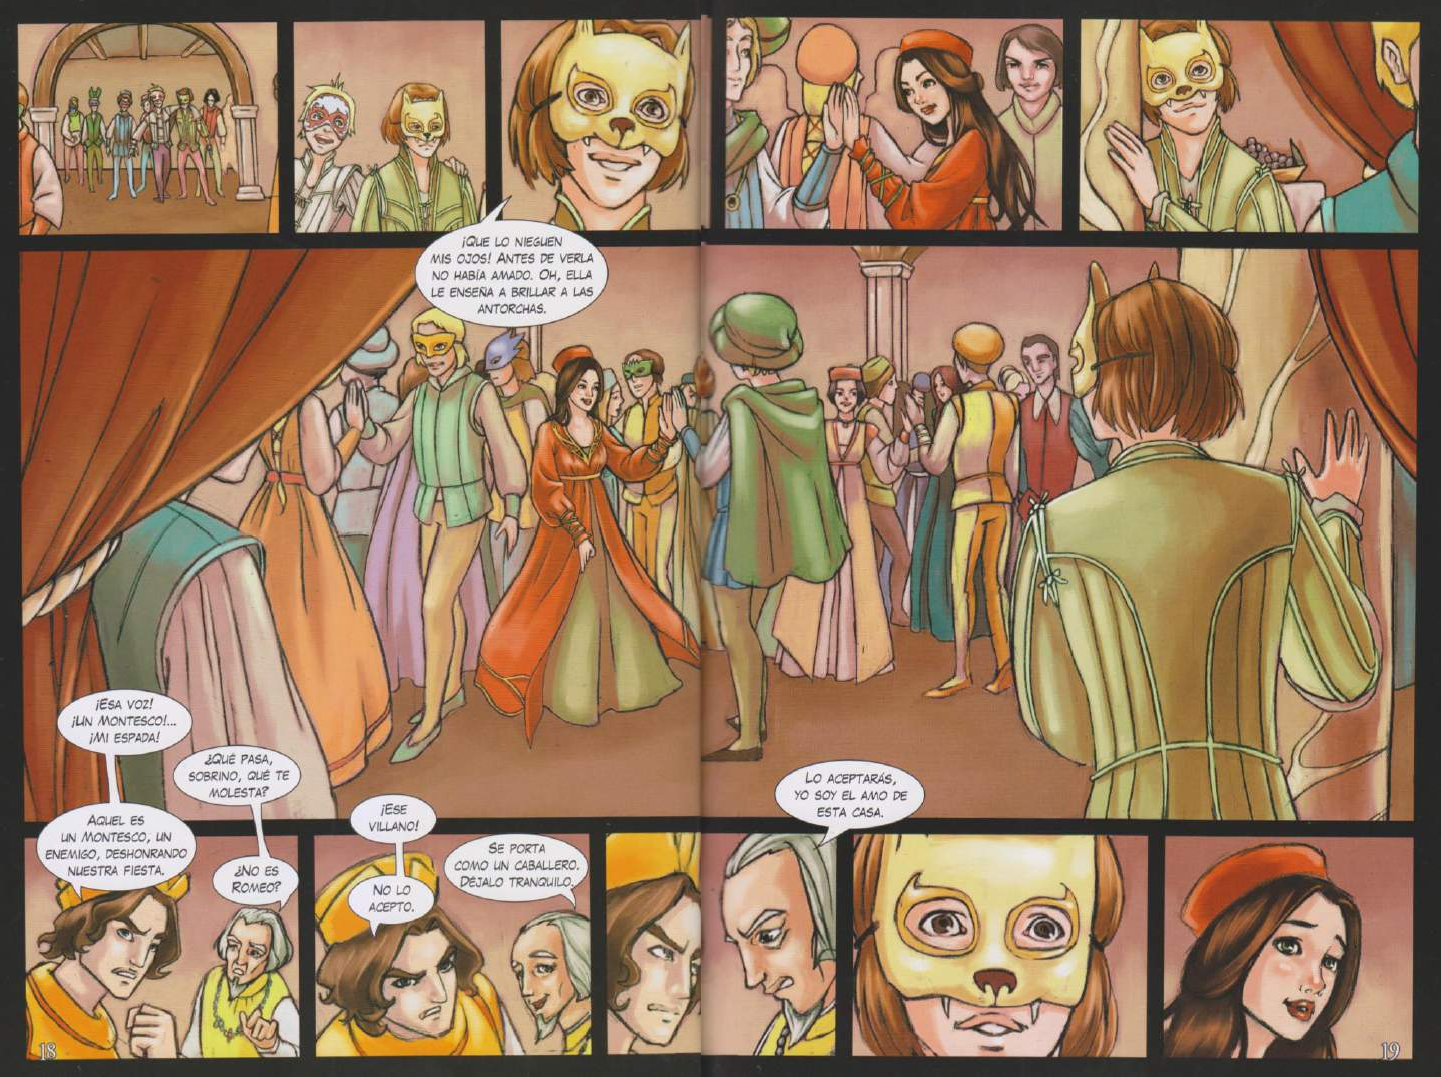 ¡Que lo nieguen
mis ojos! Antes de verla
no había amado. Oh, ella
le enseña a brillar a las
antorchas.
¡Esa voz!
¡Un Montesco!...
¡Mi espada!
¿Qué pasa,
sobrino, qué te
molesta?
Aquel es
un Montesco, un
enemigo, deshonrando
nuestra fiesta.
¿No es
Romeo?
¡Ese
villano!
Se porta
como un caballero.
Déjalo tranquilo.
No lo
acepto.
Lo aceptarás,
yo soy el amo de
esta casa.
18
19